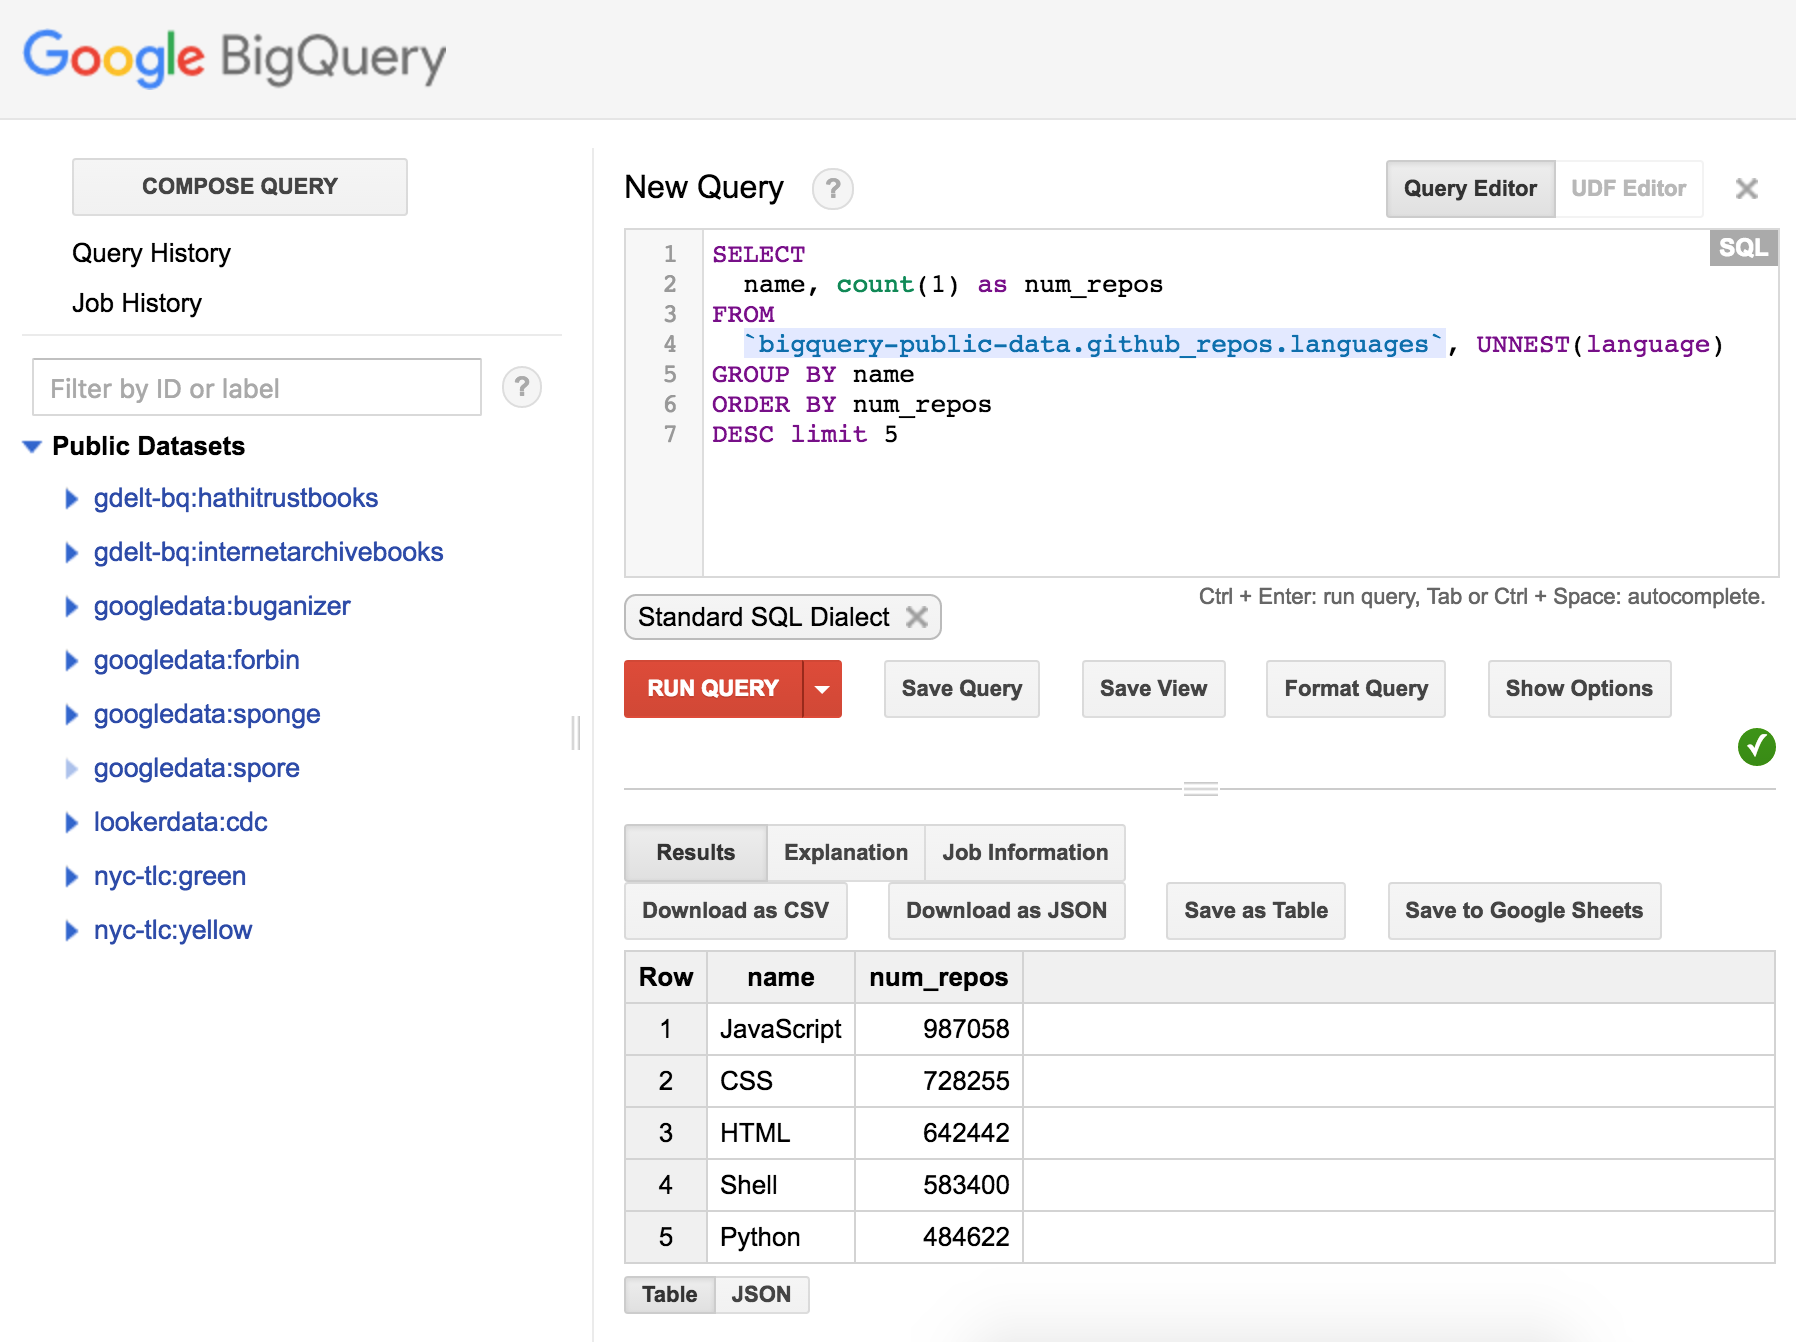 Google BigQuery
COMPOSE QUERY
Query History
Job History
Filter by ID or label
?
Public Datasets
gdelt-bq:hathitrustbooks
gdelt-bq:internetarchivebooks
googledata:buganizer
googledata:forbin
googledata:sponge
googledata:spore
lookerdata:cdc
nyc-tlc:green
nyc-tlc:yellow
New Query ? Query Editor UDF Editor
SQL
1 SELECT
2 name, count(1) as num_repos
3 FROM
4 `bigquery-public-data.github_repos.languages`, UNNEST(language)
5 GROUP BY name
6 ORDER BY num_repos
7 DESC limit 5
Ctrl + Enter: run query, Tab or Ctrl + Space: autocomplete.
Standard SQL Dialect
RUN QUERY Save Query Save View Format Query Show Options
Results Explanation Job Information
Download as CSV Download as JSON Save as Table Save to Google Sheets
Row name num_repos
1 JavaScript 987058
2 CSS 728255
3 HTML 642442
4 Shell 583400
5 Python 484622
Table JSON